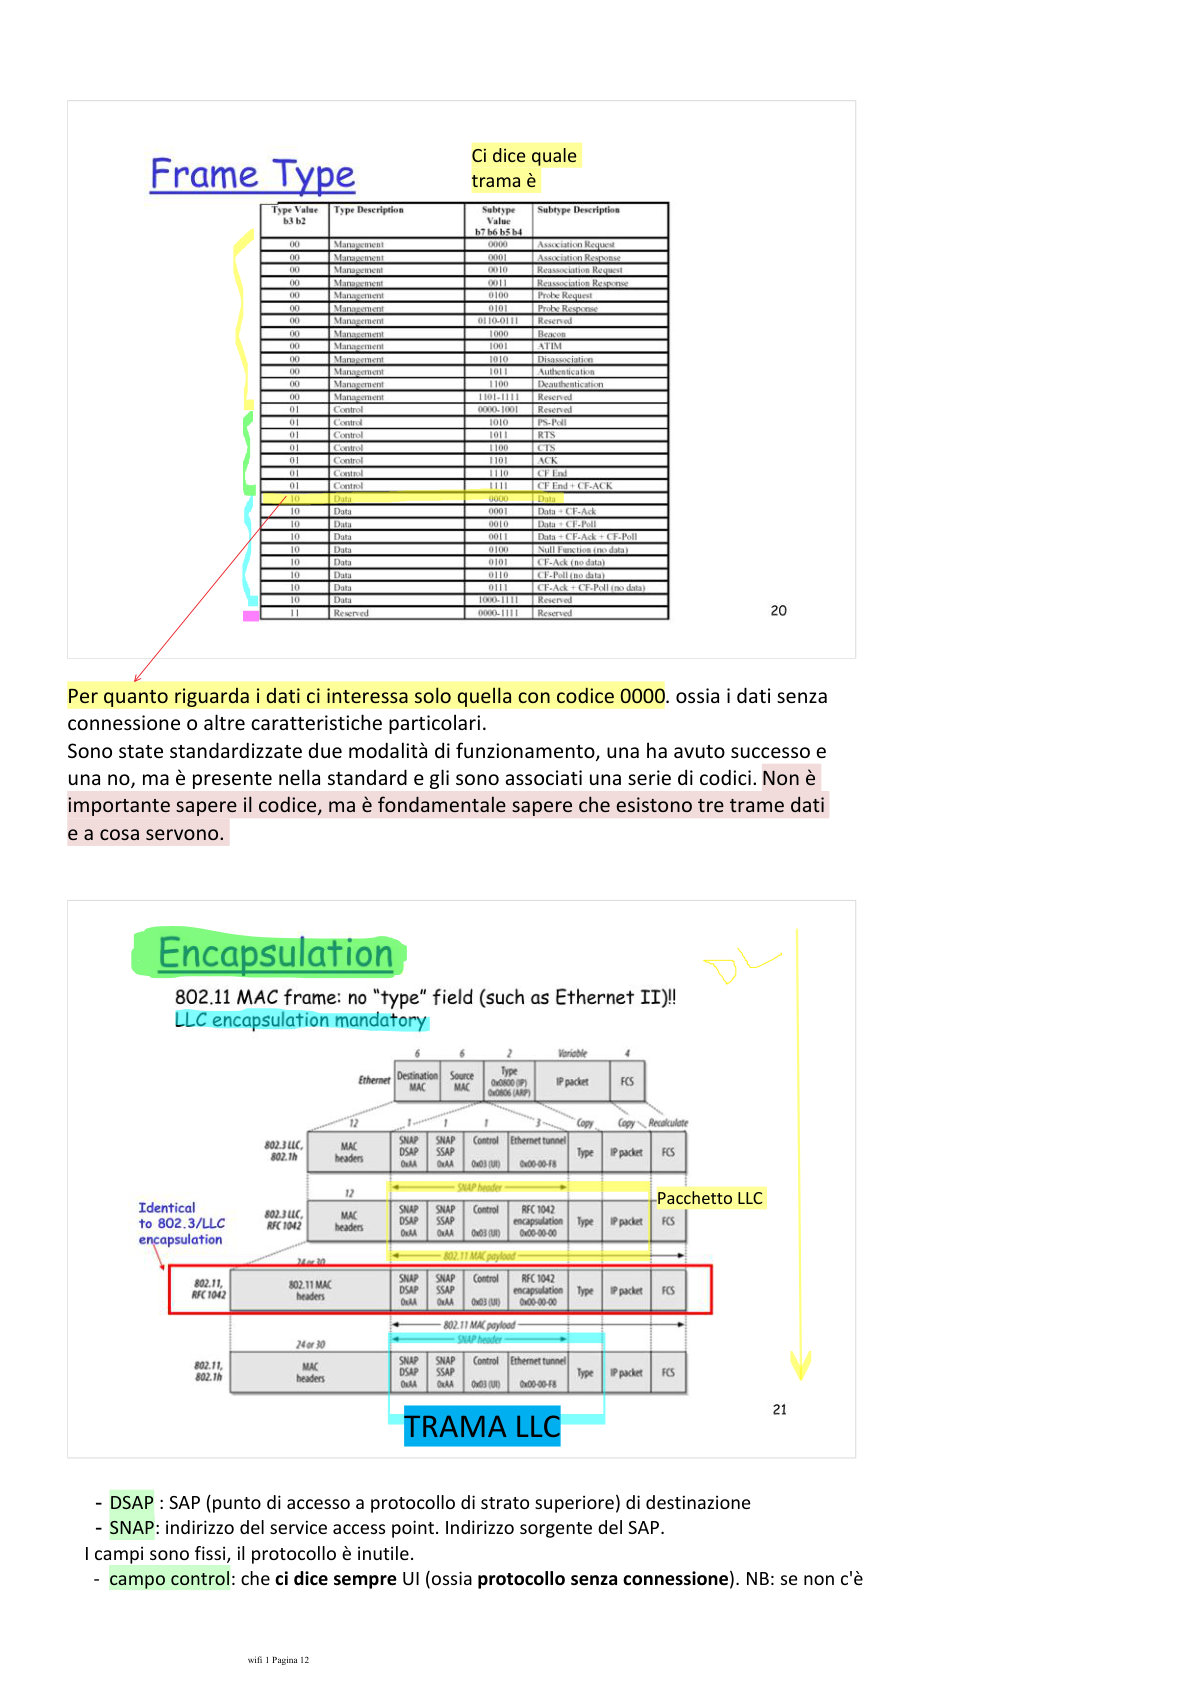 Ci dice quale
trama è
Frame Type
Type Value b3 b2 | Type Description | Subtype Value b7 b6 b5 b4 | Subtype Description
00 Management 0000 Association Request
00 Management 0001 Association Response
00 Management 0010 Reassociation Request
00 Management 0011 Reassociation Response
00 Management 0100 Probe Request
00 Management 0101 Probe Response
00 Management 0110-0111 Reserved
00 Management 1000 Beacon
00 Management 1001 ATIM
00 Management 1010 Disassociation
00 Management 1011 Authentication
00 Management 1100 Deauthentication
00 Management 1101-1111 Reserved
01 Control 0000-1001 Reserved
01 Control 1010 PS-Poll
01 Control 1011 RTS
01 Control 1100 CTS
01 Control 1101 ACK
01 Control 1110 CF End
01 Control 1111 CF End + CF-ACK
10 Data 0000 Data
10 Data 0001 Data + CF-Ack
10 Data 0010 Data + CF-Poll
10 Data 0011 Data + CF-Ack + CF-Poll
10 Data 0100 Null Function (no data)
10 Data 0101 CF-Ack (no data)
10 Data 0110 CF-Poll (no data)
10 Data 0111 CF-Ack + CF-Poll (no data)
10 Data 1000-1111 Reserved
11 Reserved 0000-1111 Reserved
20
Per quanto riguarda i dati ci interessa solo quella con codice 0000. ossia i dati senza
connessione o altre caratteristiche particolari.
Sono state standardizzate due modalità di funzionamento, una ha avuto successo e
una no, ma è presente nella standard e gli sono associati una serie di codici. Non è
importante sapere il codice, ma è fondamentale sapere che esistono tre trame dati
e a cosa servono.
Encapsulation
802.11 MAC frame: no “type” field (such as Ethernet II)!!
LLC encapsulation mandatory
6 6 2 Variable 4
Ethernet | Destination MAC | Source MAC | Type 0x0800 (IP) 0x0806 (ARP) | IP packet | FCS
12 1 1 1 3 Copy Copy Recalculate
802.3 LLC, 802.1h | MAC headers | SNAP DSAP 0xAA | SNAP SSAP 0xAA | Control 0x03 (UI) | Ethernet tunnel 0x00-00-F8 | Type | IP packet | FCS
12 SNAP header
Pacchetto LLC
802.3 LLC, RFC 1042 | MAC headers | SNAP DSAP 0xAA | SNAP SSAP 0xAA | Control 0x03 (UI) | RFC 1042 encapsulation 0x00-00-00 | Type | IP packet | FCS
Identical
to 802.3/LLC
encapsulation
24 or 30 802.11 MAC payload
802.11, RFC 1042 | 802.11 MAC headers | SNAP DSAP 0xAA | SNAP SSAP 0xAA | Control 0x03 (UI) | RFC 1042 encapsulation 0x00-00-00 | Type | IP packet | FCS
802.11 MAC payload
24 or 30 SNAP header
802.11, 802.1h | MAC headers | SNAP DSAP 0xAA | SNAP SSAP 0xAA | Control 0x03 (UI) | Ethernet tunnel 0x00-00-F8 | Type | IP packet | FCS
21
TRAMA LLC
- DSAP : SAP (punto di accesso a protocollo di strato superiore) di destinazione
- SNAP: indirizzo del service access point. Indirizzo sorgente del SAP.
I campi sono fissi, il protocollo è inutile.
- campo control: che ci dice sempre UI (ossia protocollo senza connessione). NB: se non c'è
wifi 1 Pagina 12